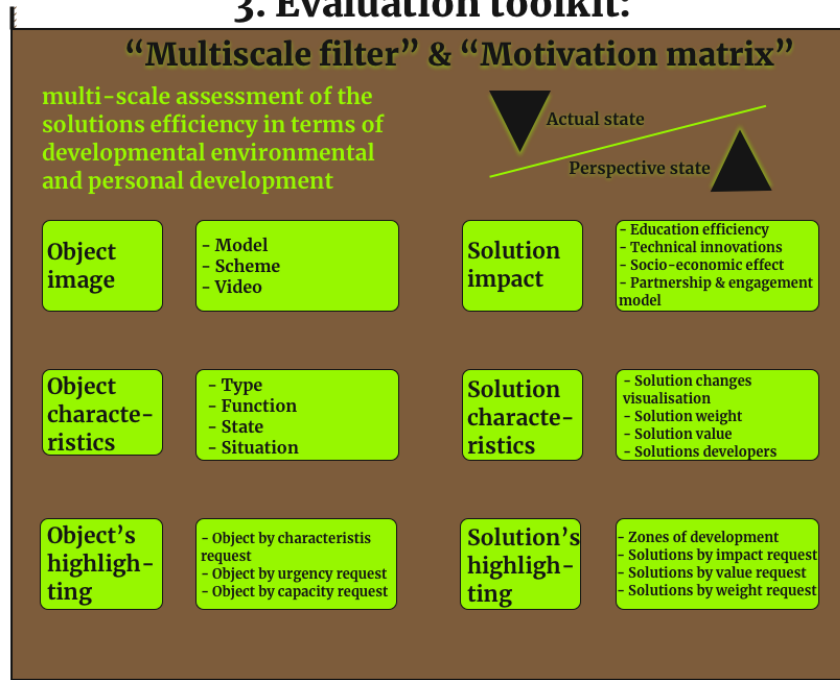 3. Evaluation toolkit:
“Multiscale filter” & “Motivation matrix”
multi-scale assessment of the
solutions efficiency in terms of
developmental environmental
and personal development
Actual state
Perspective state
Object
image
- Model
- Scheme
- Video
Solution
impact
- Education efficiency
- Technical innovations
- Socio-economic effect
- Partnership & engagement
model
Object
characte-
ristics
- Type
- Function
- State
- Situation
Solution
characte-
ristics
- Solution changes
visualisation
- Solution weight
- Solution value
- Solutions developers
Object’s
highligh-
ting
- Object by characteristis
request
- Object by urgency request
- Object by capacity request
Solution’s
highligh-
ting
- Zones of development
- Solutions by impact request
- Solutions by value request
- Solutions by weight request